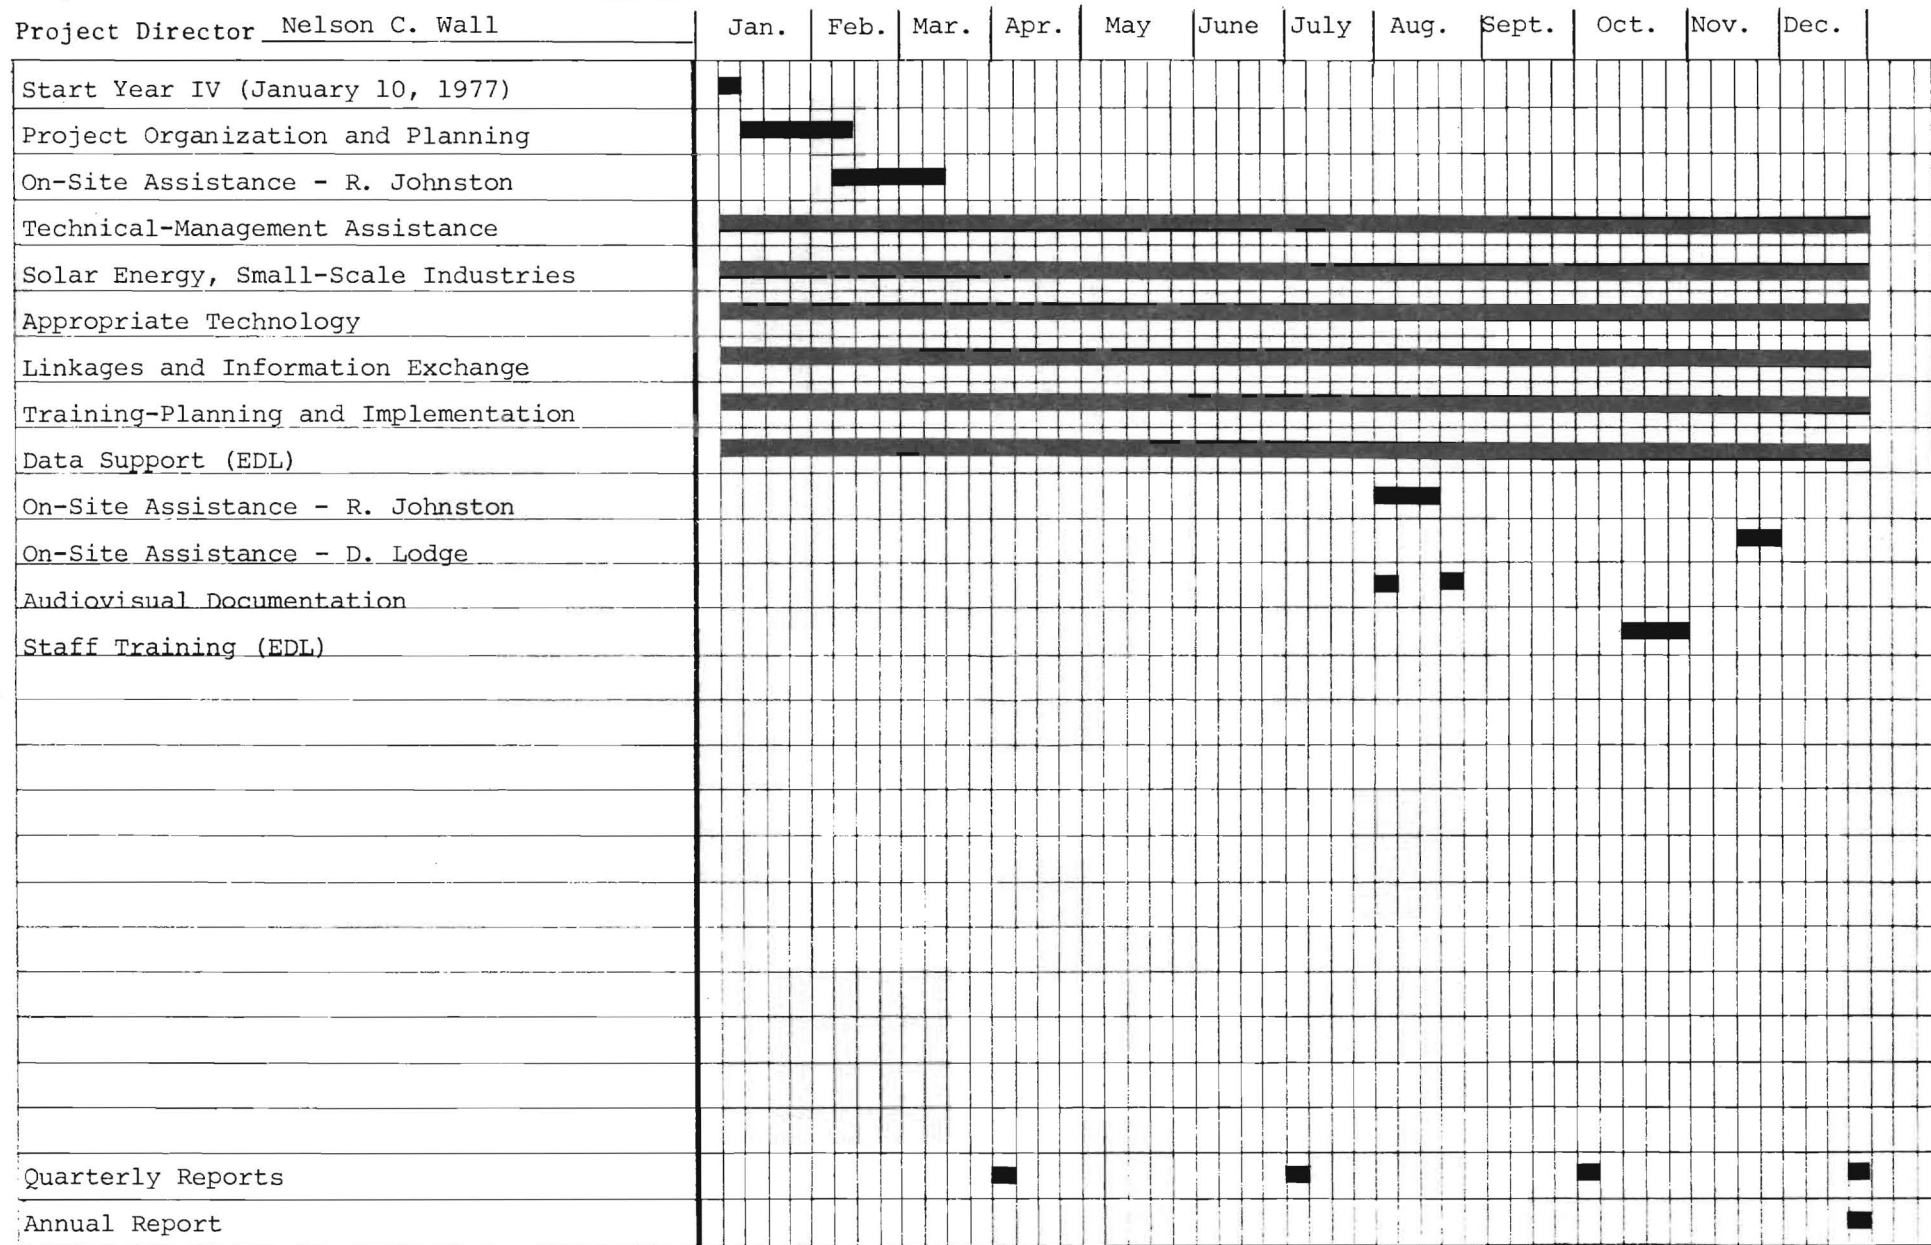 Project Director Nelson C. Wall Jan. Feb. Mar. Apr. May June July Aug. Sept. Oct. Nov. Dec.
Start Year IV (January 10, 1977)
Project Organization and Planning
On-Site Assistance - R. Johnston
Technical-Management Assistance
Solar Energy, Small-Scale Industries
Appropriate Technology
Linkages and Information Exchange
Training-Planning and Implementation
Data Support (EDL)
On-Site Assistance - R. Johnston
On-Site Assistance - D. Lodge
Audiovisual Documentation
Staff Training (EDL)
Quarterly Reports
Annual Report